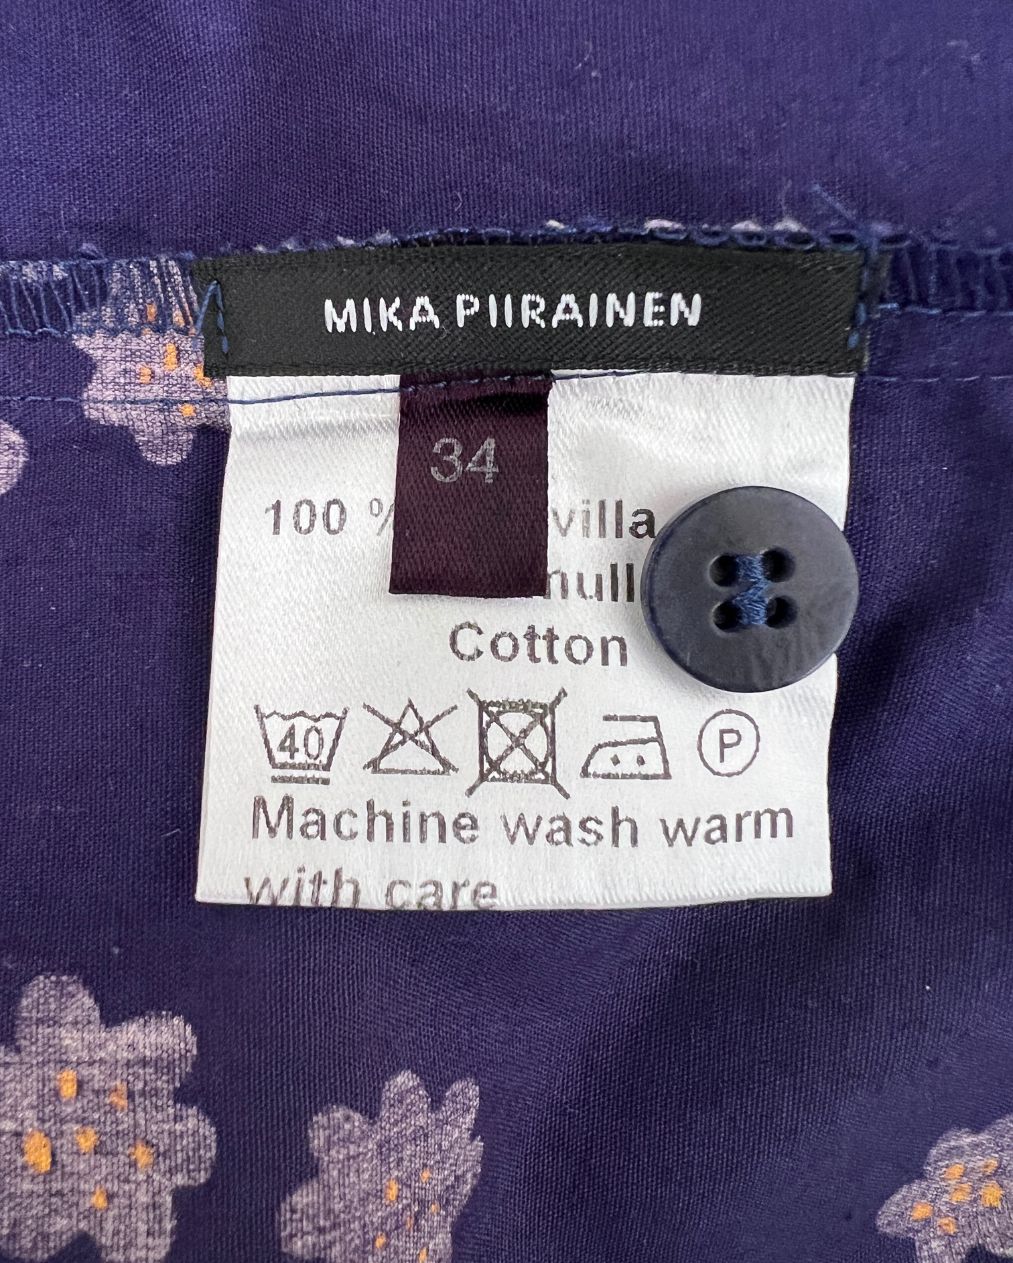 MIKA PIIRAINEN
34
100 % villa
null
Cotton
40 P
Machine wash warm
with care